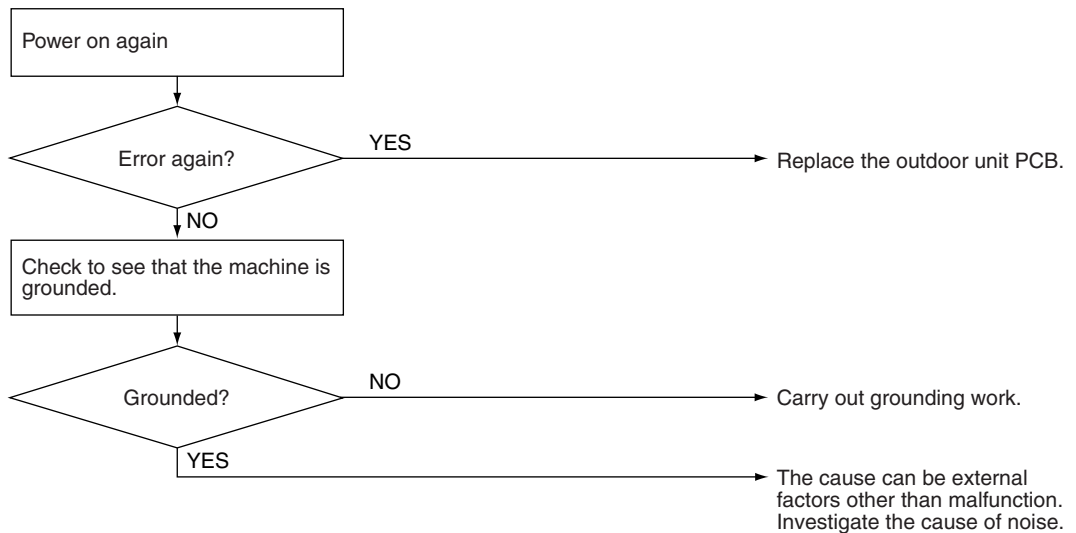 Power on again
Error again?
YES
Replace the outdoor unit PCB.
NO
Check to see that the machine is
grounded.
Grounded?
NO
Carry out grounding work.
YES
The cause can be external
factors other than malfunction.
Investigate the cause of noise.